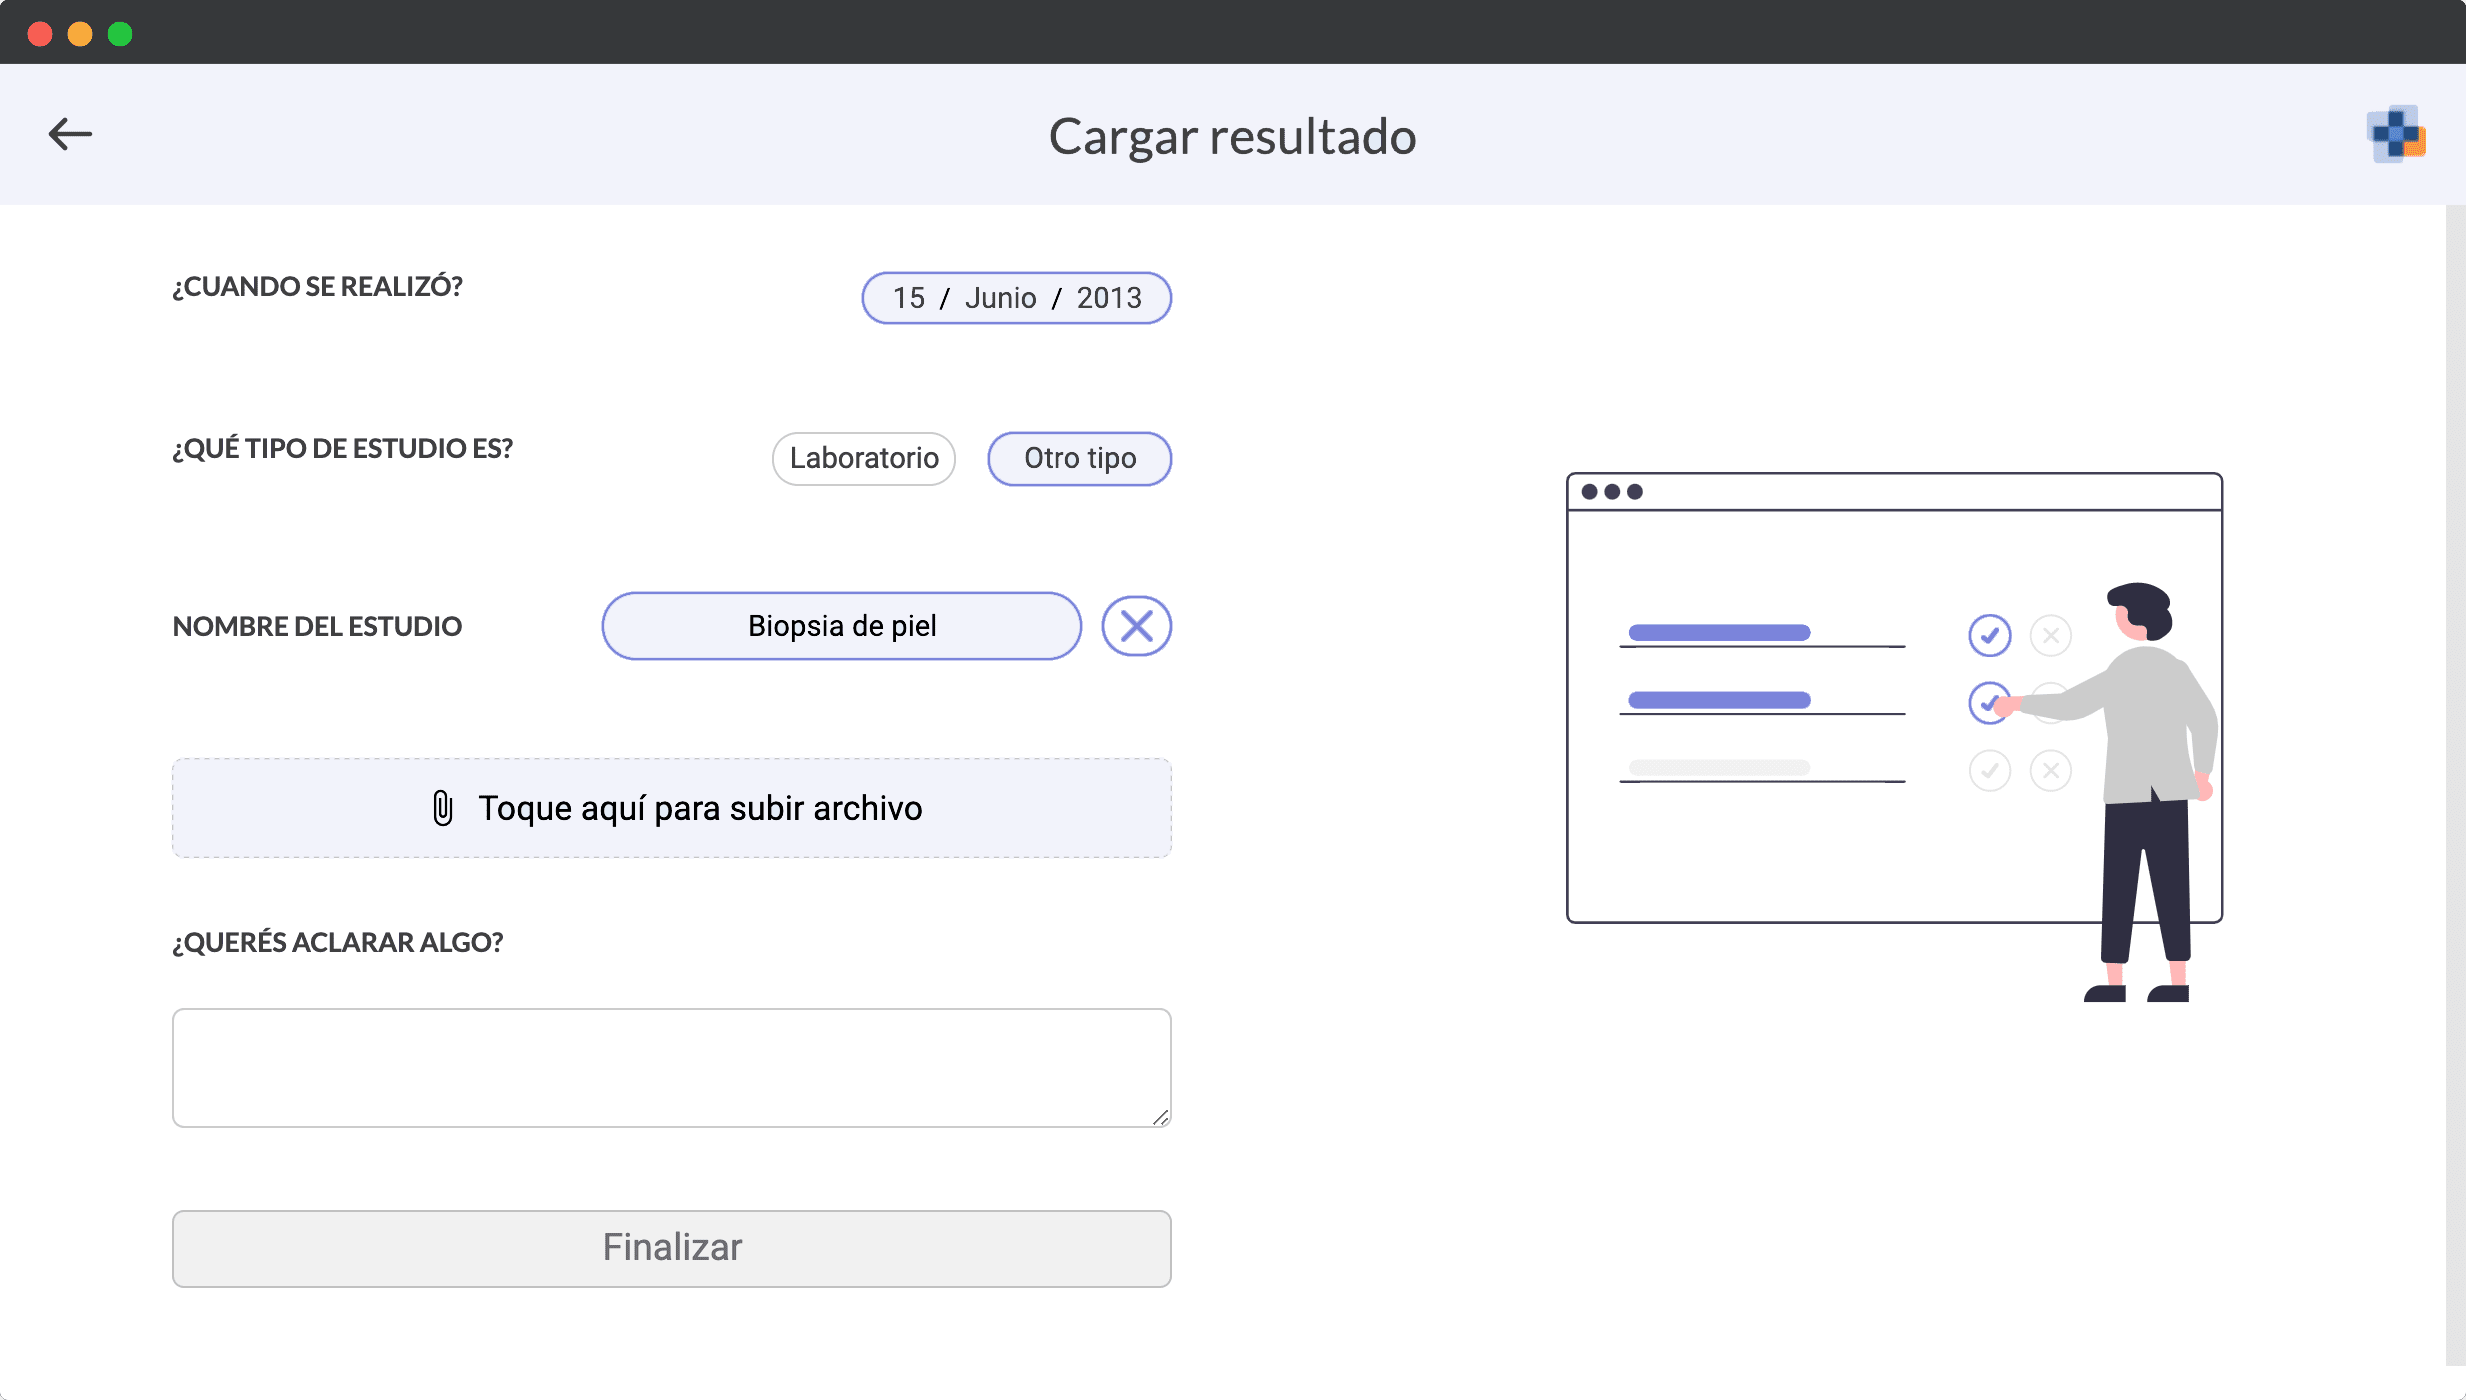 Cargar resultado
¿CUANDO SE REALIZÓ?
15 / Junio / 2013
¿QUÉ TIPO DE ESTUDIO ES?
Laboratorio
Otro tipo
NOMBRE DEL ESTUDIO
Biopsia de piel
Toque aquí para subir archivo
¿QUERÉS ACLARAR ALGO?
Finalizar